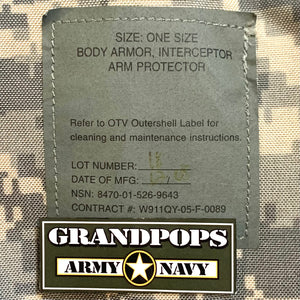 SIZE: ONE SIZE
BODY ARMOR, INTERCEPTOR
ARM PROTECTOR
Refer to OTV Outershell Label for
cleaning and maintenance instructions.
LOT NUMBER:
DATE OF MFG:
NSN: 8470-01-526-9643
CONTRACT #: W911QY-05-F-0089
GRANDPOPS
ARMY NAVY